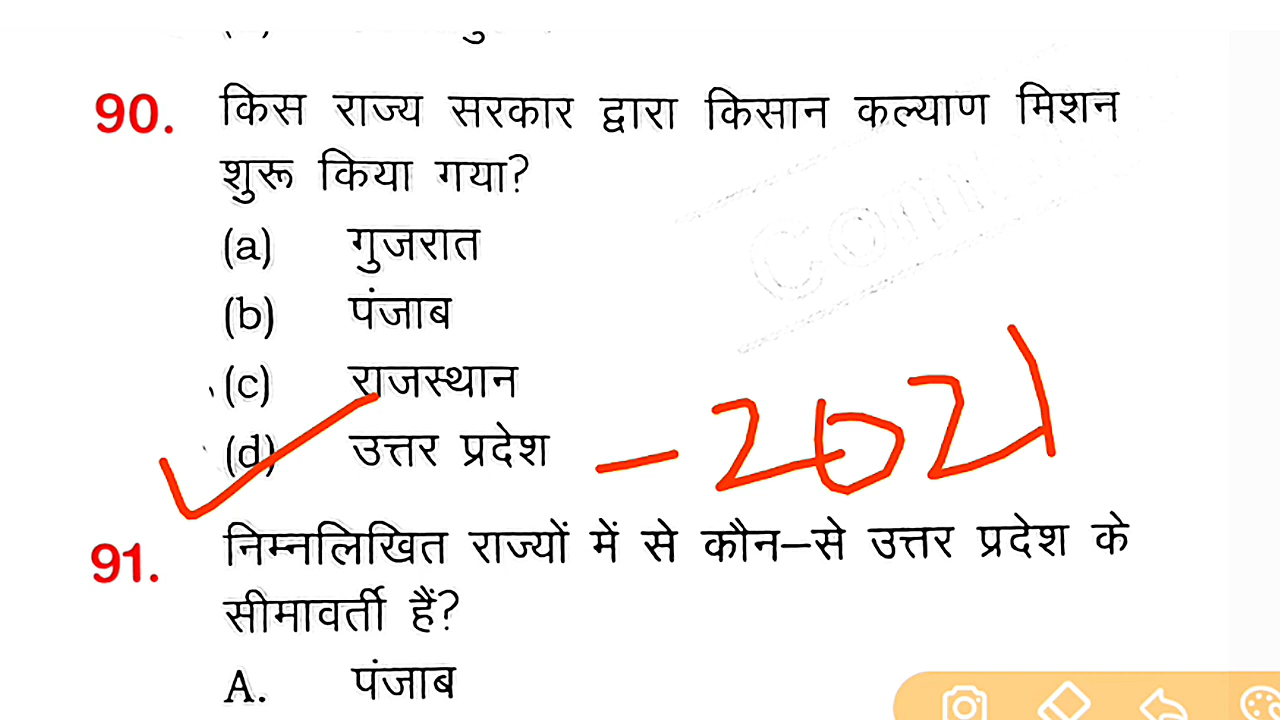 90. किस राज्य सरकार द्वारा किसान कल्याण मिशन
शुरू किया गया?
(a) गुजरात
(b) पंजाब
(c) राजस्थान
(d) उत्तर प्रदेश – 2021
91. निम्नलिखित राज्यों में से कौन–से उत्तर प्रदेश के
सीमावर्ती हैं?
A. पंजाब